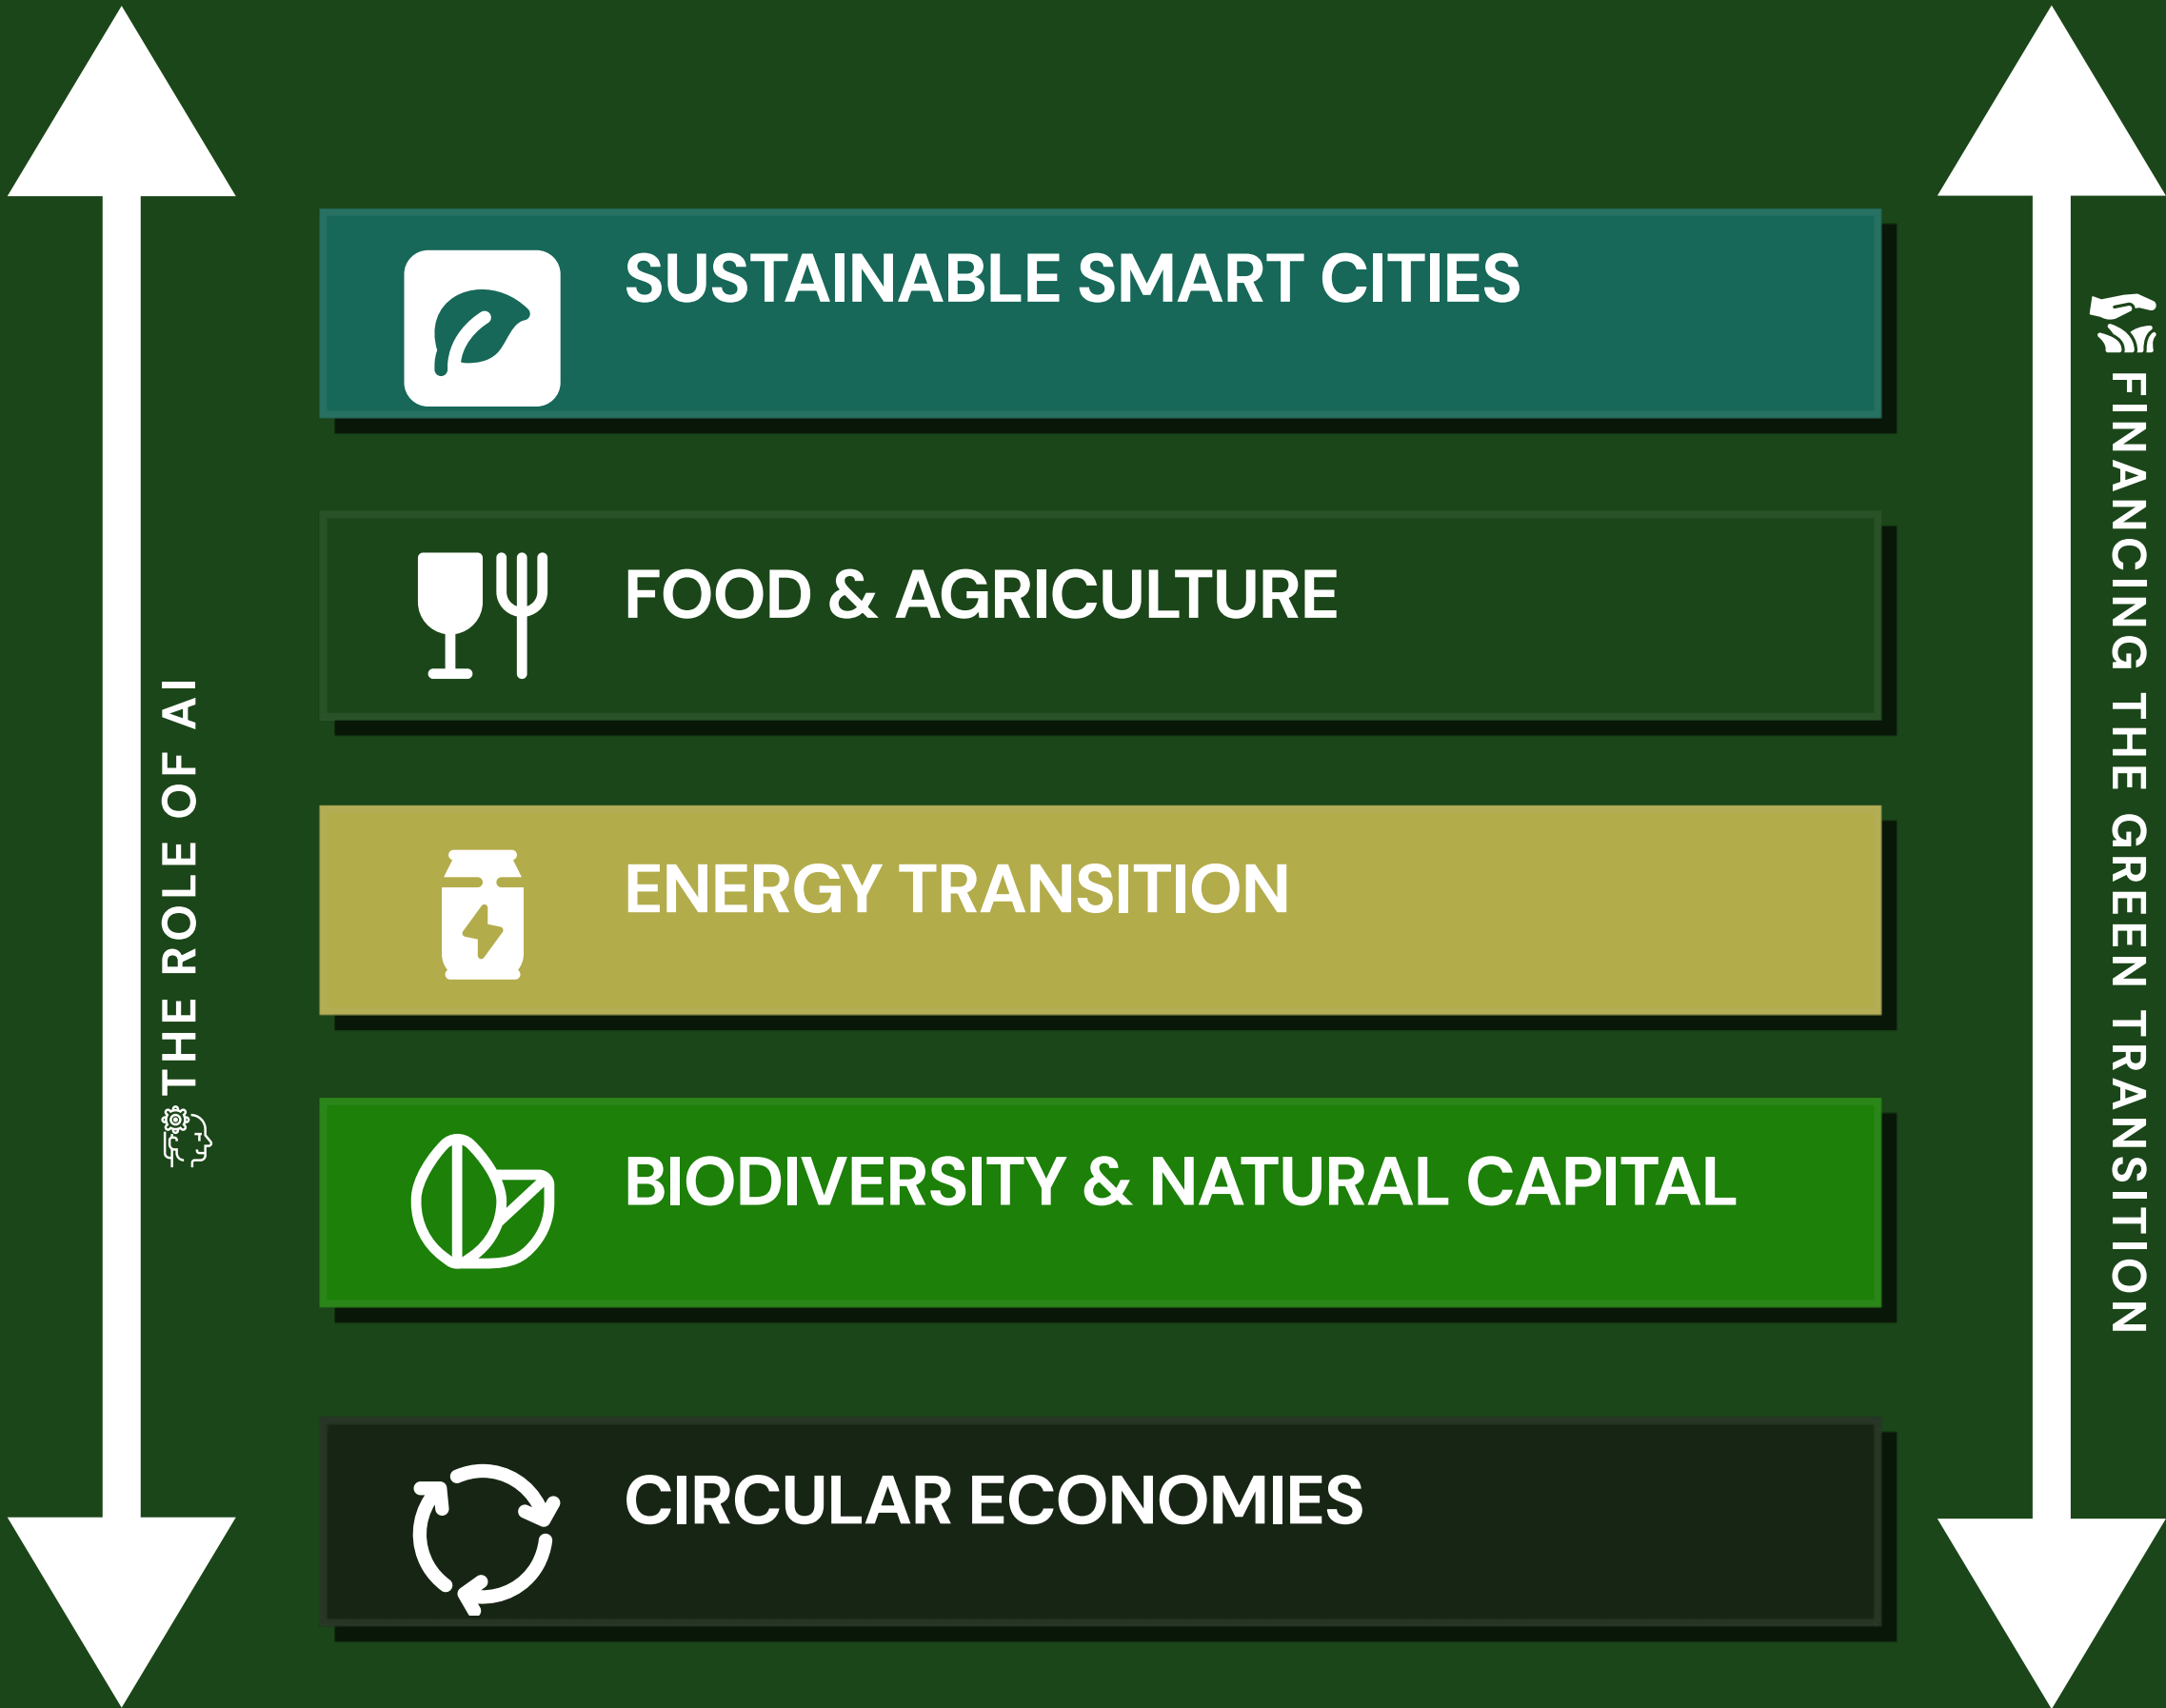 SUSTAINABLE SMART CITIES
FOOD & AGRICULTURE
ENERGY TRANSITION
BIODIVERSITY & NATURAL CAPITAL
CIRCULAR ECONOMIES
THE ROLE OF AI
FINANCING THE GREEN TRANSITION